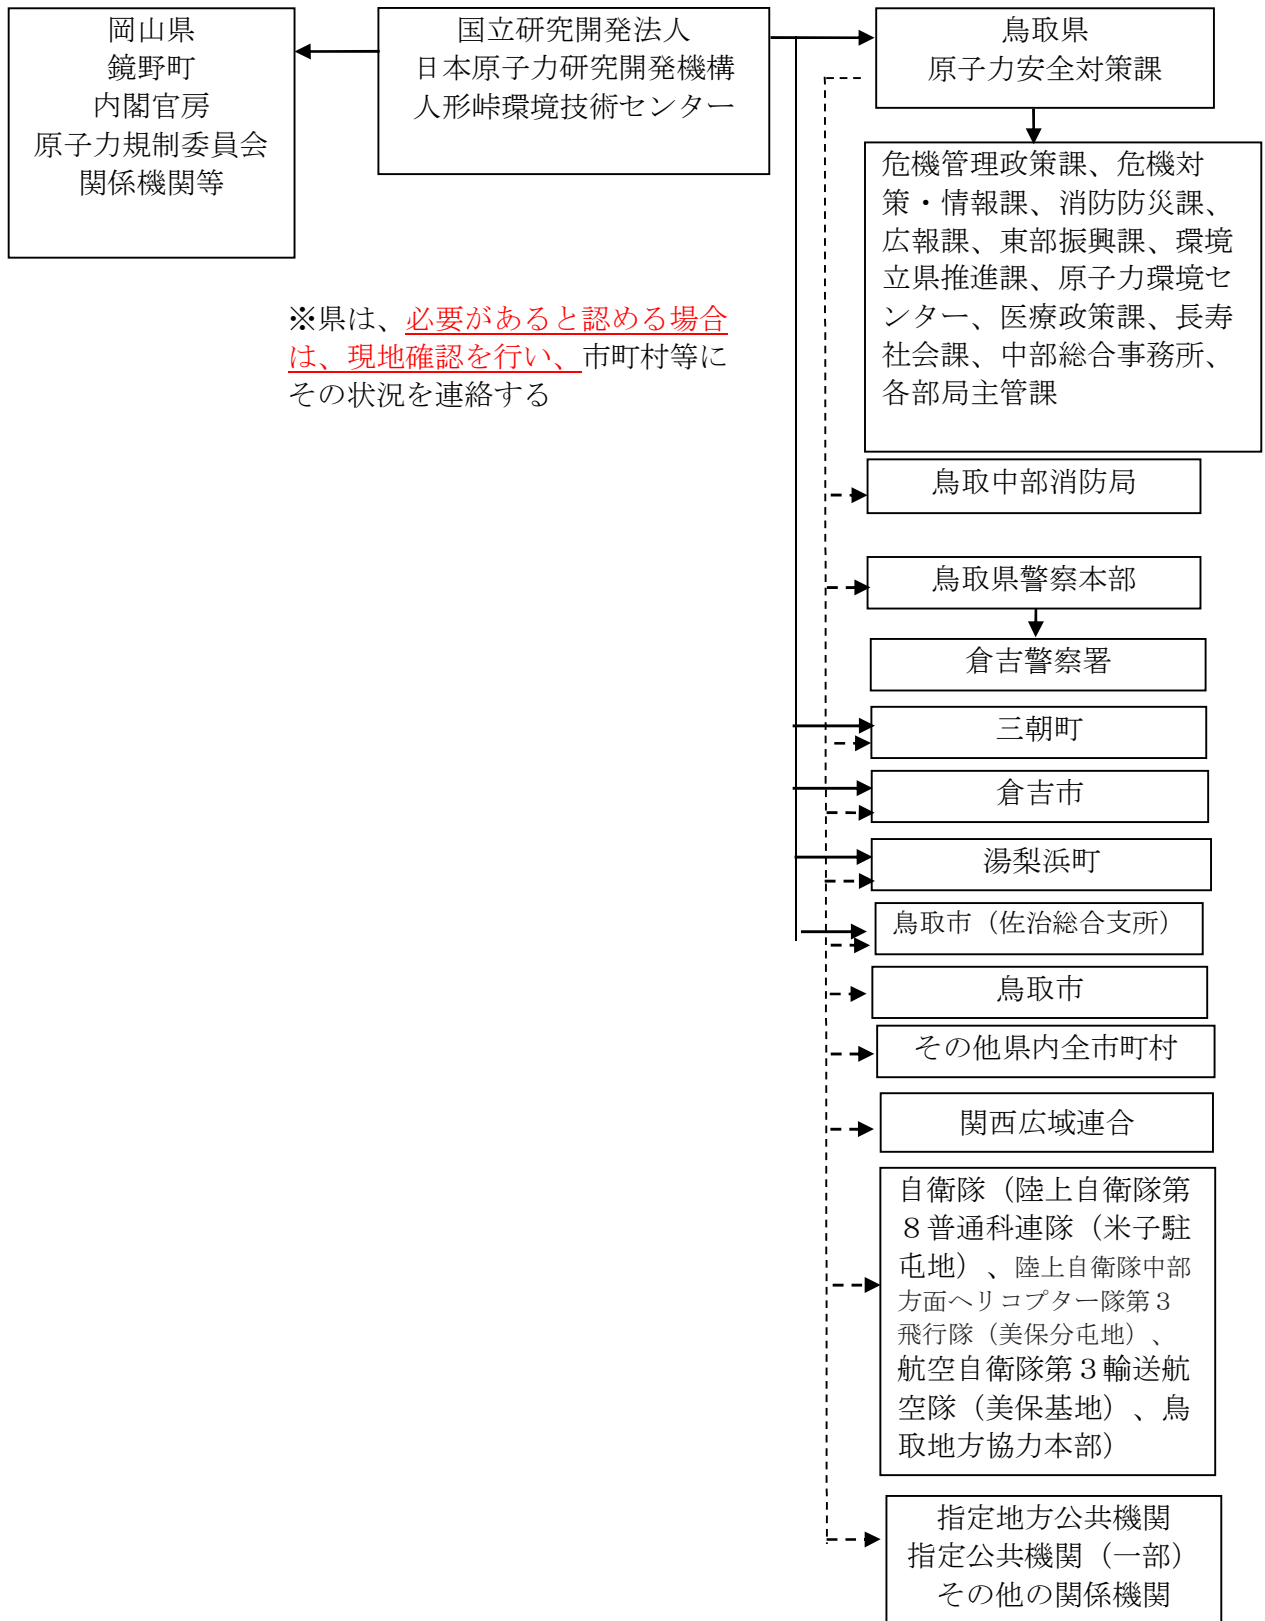 岡山県
鏡野町
内閣官房
原子力規制委員会
関係機関等
国立研究開発法人
日本原子力研究開発機構
人形峠環境技術センター
鳥取県
原子力安全対策課
危機管理政策課、危機対
策・情報課、消防防災課、
広報課、東部振興課、環境
立県推進課、原子力環境セ
ンター、医療政策課、長寿
社会課、中部総合事務所、
各部局主管課
※県は、必要があると認める場合
は、現地確認を行い、市町村等に
その状況を連絡する
鳥取中部消防局
鳥取県警察本部
倉吉警察署
三朝町
倉吉市
湯梨浜町
鳥取市（佐治総合支所）
鳥取市
その他県内全市町村
関西広域連合
自衛隊（陸上自衛隊第
８普通科連隊（米子駐
屯地）、陸上自衛隊中部
方面ヘリコプター隊第３
飛行隊（美保分屯地）、
航空自衛隊第３輸送航
空隊（美保基地）、鳥
取地方協力本部）
指定地方公共機関
指定公共機関（一部）
その他の関係機関